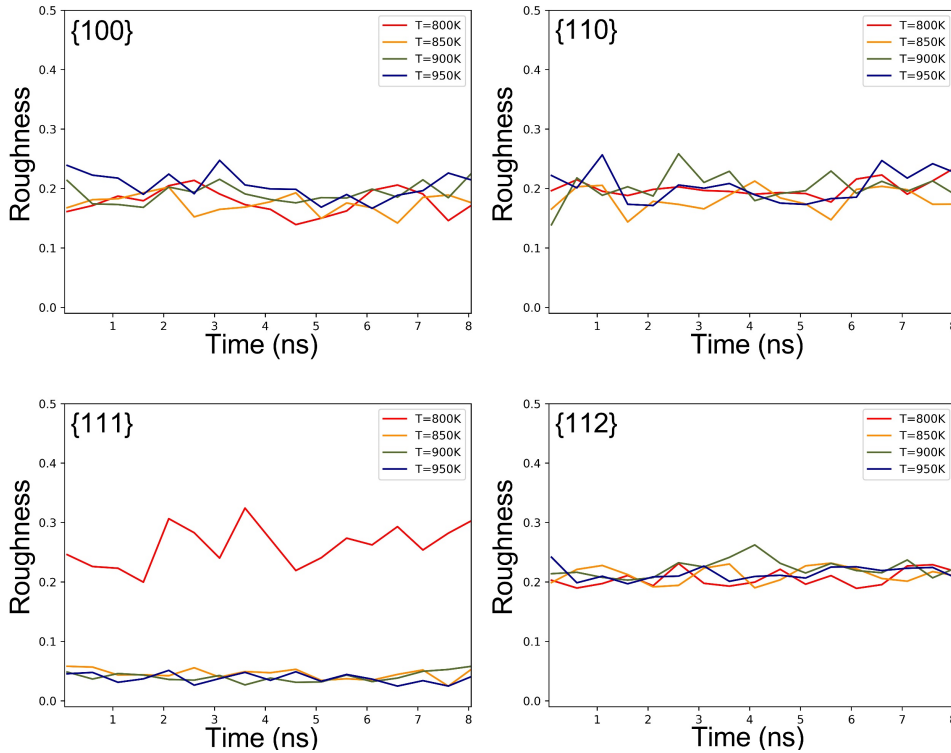 {100}
T=800K
T=850K
T=900K
T=950K
0.5
0.4
0.3
0.2
0.1
0.0
Roughness
1 2 3 4 5 6 7 8
Time (ns)
{110}
T=800K
T=850K
T=900K
T=950K
0.5
0.4
0.3
0.2
0.1
0.0
Roughness
1 2 3 4 5 6 7 8
Time (ns)
{111}
T=800K
T=850K
T=900K
T=950K
0.5
0.4
0.3
0.2
0.1
0.0
Roughness
1 2 3 4 5 6 7 8
Time (ns)
{112}
T=800K
T=850K
T=900K
T=950K
0.5
0.4
0.3
0.2
0.1
0.0
Roughness
1 2 3 4 5 6 7 8
Time (ns)